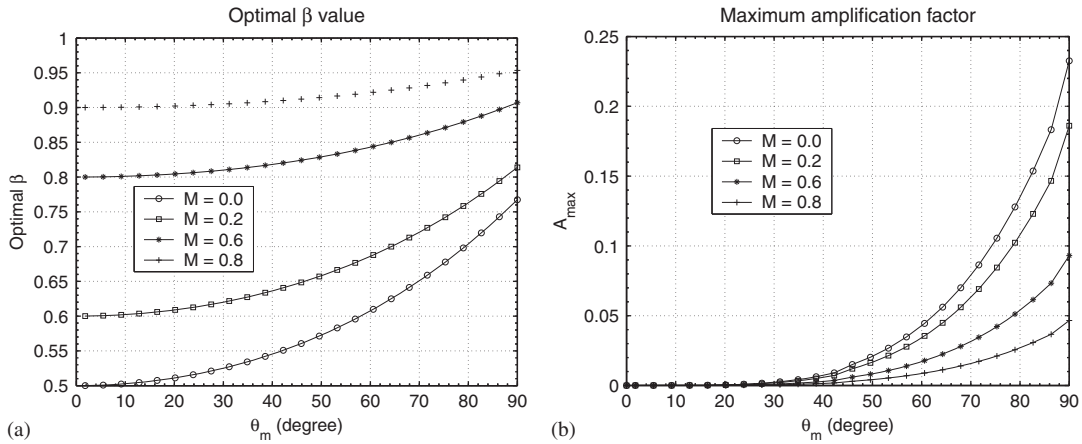 Optimal β value
1
0.95
0.9
0.85
0.8
0.75
0.7
0.65
0.6
0.55
0.5
Optimal β
M = 0.0
M = 0.2
M = 0.6
M = 0.8
0 10 20 30 40 50 60 70 80 90
θm (degree)
(a)
Maximum amplification factor
0.25
0.2
0.15
0.1
0.05
0
Amax
M = 0.0
M = 0.2
M = 0.6
M = 0.8
0 10 20 30 40 50 60 70 80 90
θm (degree)
(b)